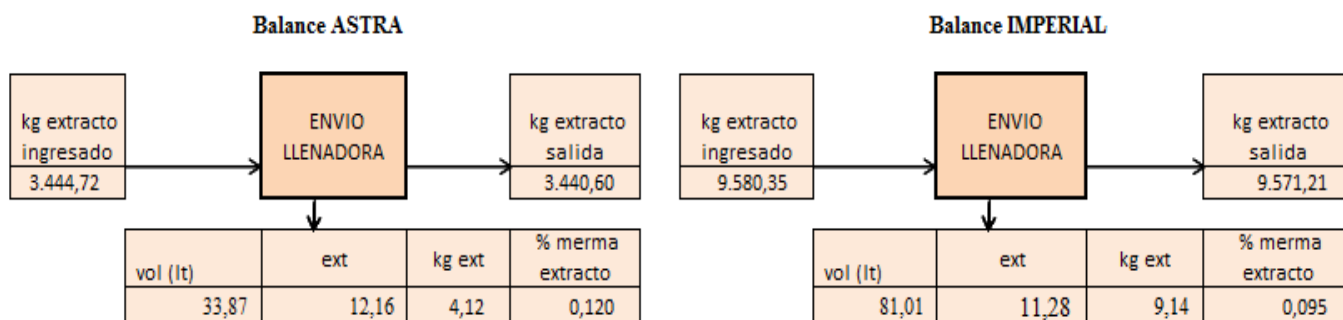 Balance ASTRA
kg extracto
ingresado
3.444,72
ENVIO
LLENADORA
kg extracto
salida
3.440,60
vol (lt) ext kg ext % merma extracto
33,87 12,16 4,12 0,120
Balance IMPERIAL
kg extracto
ingresado
9.580,35
ENVIO
LLENADORA
kg extracto
salida
9.571,21
vol (lt) ext kg ext % merma extracto
81,01 11,28 9,14 0,095